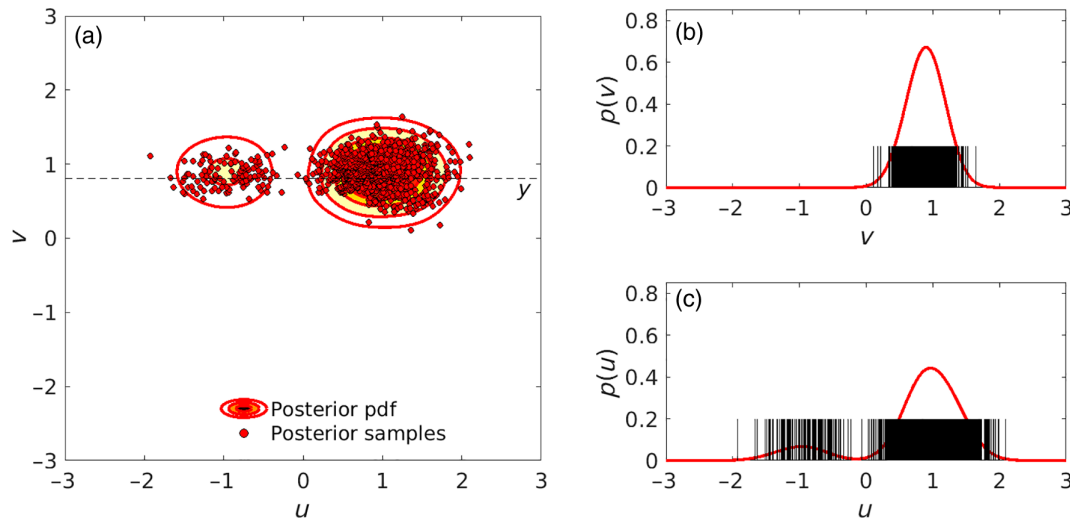 (a)
3
2
1
0
−1
−2
−3
v
y
Posterior pdf
Posterior samples
−3 −2 −1 0 1 2 3
u
(b)
0.8
0.6
0.4
0.2
0
p(v)
−3 −2 −1 0 1 2 3
v
(c)
0.8
0.6
0.4
0.2
0
p(u)
−3 −2 −1 0 1 2 3
u